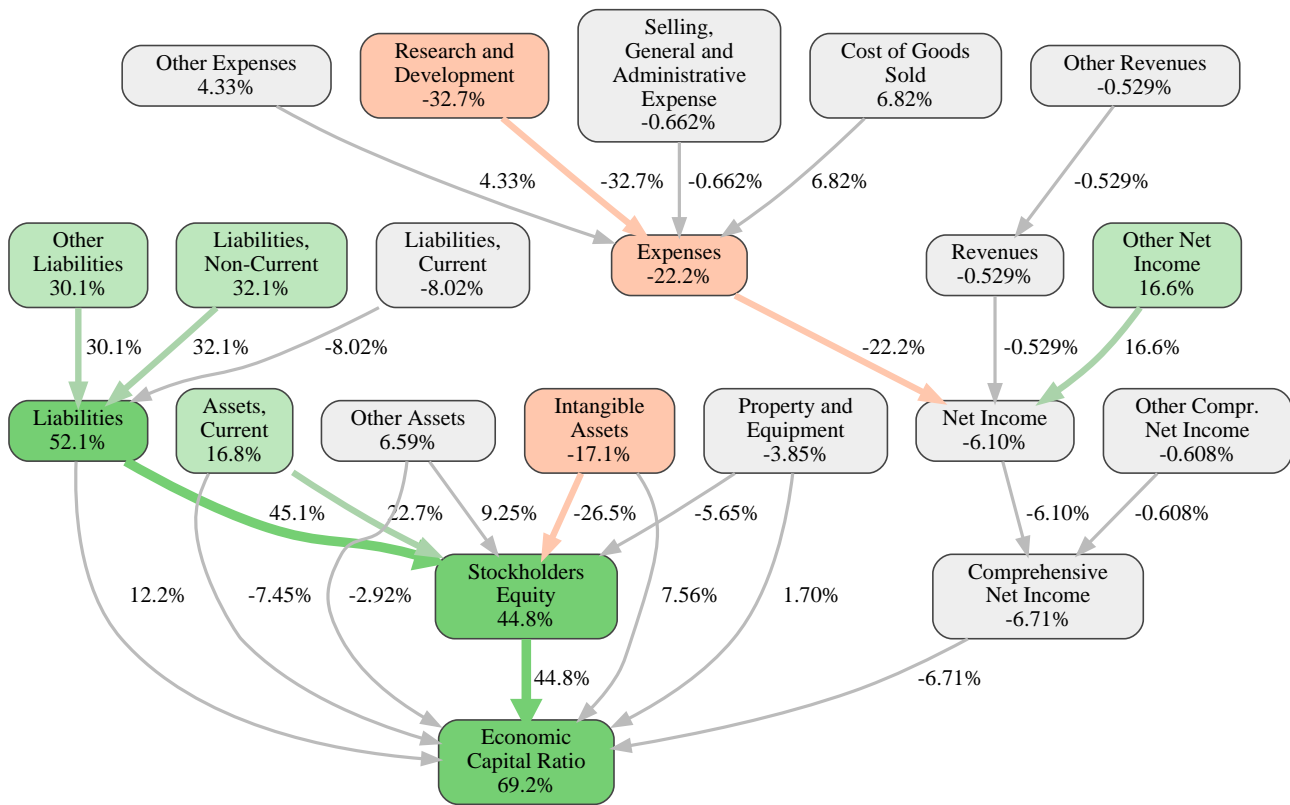 Other Expenses
4.33%
Research and
Development
-32.7%
Selling,
General and
Administrative
Expense
-0.662%
Cost of Goods
Sold
6.82%
Other Revenues
-0.529%
4.33%
-32.7%
-0.662%
6.82%
-0.529%
Other
Liabilities
30.1%
Liabilities,
Non-Current
32.1%
Liabilities,
Current
-8.02%
Expenses
-22.2%
Revenues
-0.529%
Other Net
Income
16.6%
30.1%
32.1%
-8.02%
-22.2%
-0.529%
16.6%
Liabilities
52.1%
Assets,
Current
16.8%
Other Assets
6.59%
Intangible
Assets
-17.1%
Property and
Equipment
-3.85%
Net Income
-6.10%
Other Compr.
Net Income
-0.608%
45.1%
22.7%
9.25%
-26.5%
-5.65%
-6.10%
-0.608%
12.2%
-7.45%
-2.92%
Stockholders
Equity
44.8%
7.56%
1.70%
Comprehensive
Net Income
-6.71%
44.8%
-6.71%
Economic
Capital Ratio
69.2%